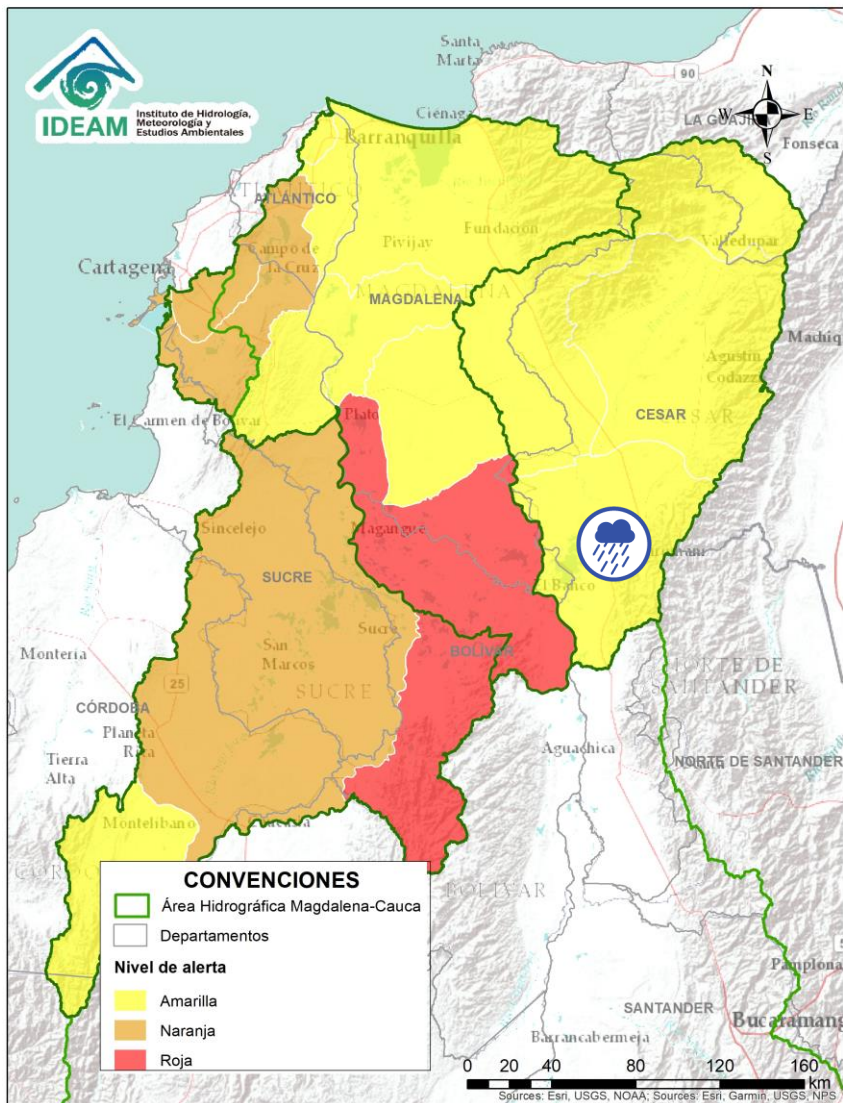 IDEAM
Instituto de Hidrología,
Meteorología y
Estudios Ambientales
Santa
Marta
90
N
W
E
S
LA GUAJI
Fonseca
Ciénaga
Barranquilla
ATLÁNTICO
Campo de
la Cruz
Pivijay
Fundación
Valledupar
Cartagena
MAGDALENA
MAGDALENA
Machiq
Agustín
Codazzi
CESAR
El Carmen de Bolívar
Plato
Sincelejo
Magangué
SUCRE
El Banco
San
Marcos
Sucre
BOLÍVAR
Montería
SUCRE
25
NORTE DE
SANTANDER
CÓRDOBA
Planeta
Rica
Tierra
Alta
Aguachica
NORTE DE SANTANDER
Montelíbano
CONVENCIONES
Área Hidrográfica Magdalena-Cauca
Departamentos
Nivel de alerta
Amarilla
Naranja
Roja
BOLÍVAR
Pamplona
SANTANDER
Bucaramang
Barrancabermeja
0 20 40 80 120 160
km
Sources: Esri, USGS, NOAA; Sources: Esri, Garmin, USGS, NPS